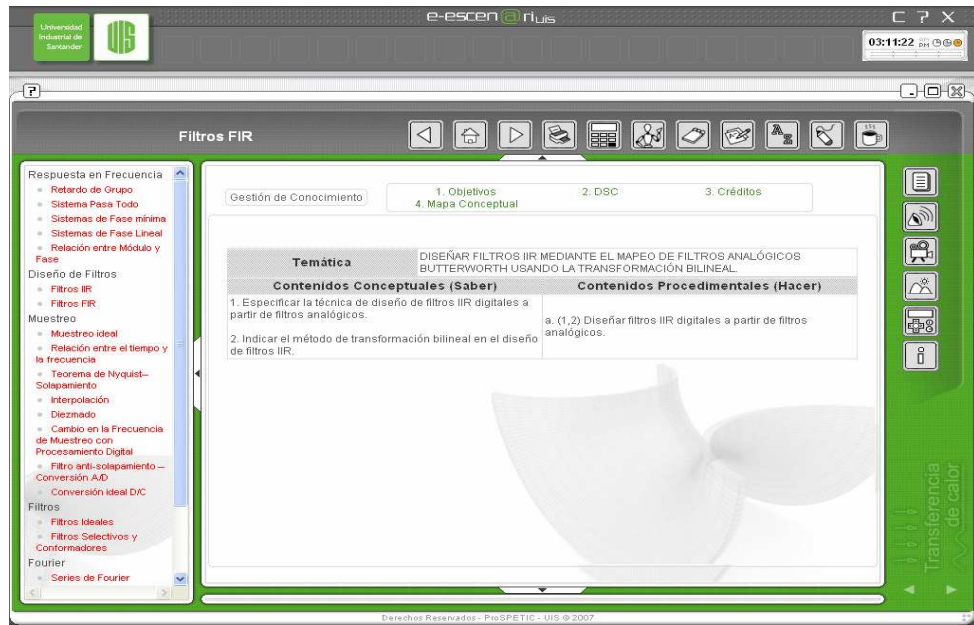 Universidad
Industrial de
Santander
UIS
e-escen@ri uis
03:11:22 PM
Filtros FIR
Respuesta en Frecuencia
Retardo de Grupo
Sistema Pasa Todo
Sistemas de Fase mínima
Sistemas de Fase Lineal
Relación entre Módulo y
Fase
Diseño de Filtros
Filtros IIR
Filtros FIR
Muestreo
Muestreo ideal
Relación entre el tiempo y
la frecuencia
Teorema de Nyquist–
Solapamiento
Interpolación
Diezmado
Cambio en la Frecuencia
de Muestreo con
Procesamiento Digital
Filtro anti-solapamiento –
Conversión A/D
Conversión ideal D/C
Filtros
Filtros Ideales
Filtros Selectivos y
Conformadores
Fourier
Series de Fourier
Gestión de Conocimiento
1. Objetivos 2. DSC 3. Créditos
4. Mapa Conceptual
Temática
DISEÑAR FILTROS IIR MEDIANTE EL MAPEO DE FILTROS ANALÓGICOS
BUTTERWORTH USANDO LA TRANSFORMACIÓN BILINEAL.
Contenidos Conceptuales (Saber)
Contenidos Procedimentales (Hacer)
1. Especificar la técnica de diseño de filtros IIR digitales a
partir de filtros analógicos.
2. Indicar el método de transformación bilineal en el diseño
de filtros IIR.
a. (1,2) Diseñar filtros IIR digitales a partir de filtros
analógicos.
Transferencia
de calor
Derechos Reservados - ProSPETIC - UIS @ 2007